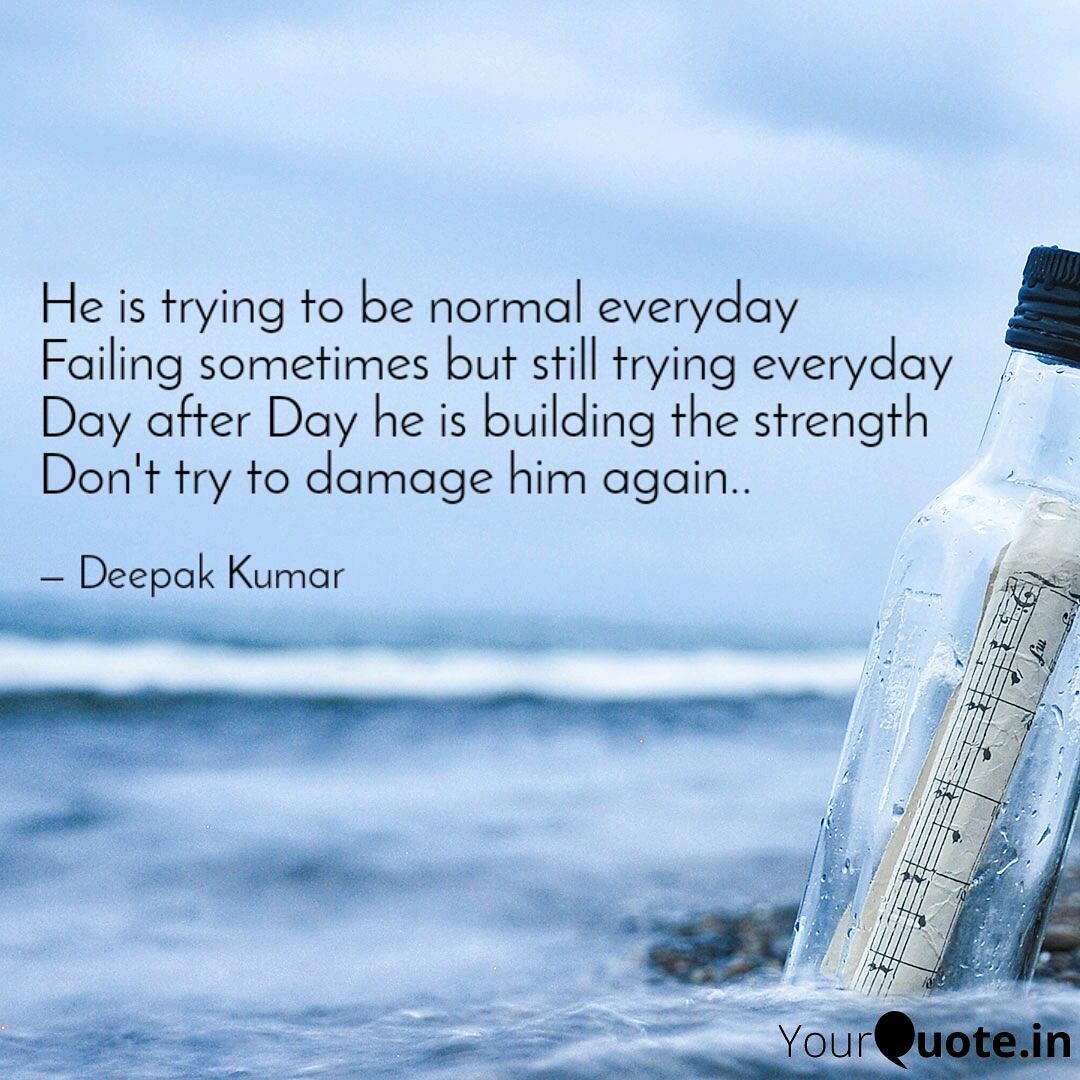 He is trying to be normal everyday
Failing sometimes but still trying everyday
Day after Day he is building the strength
Don't try to damage him again..
– Deepak Kumar
YourQuote.in